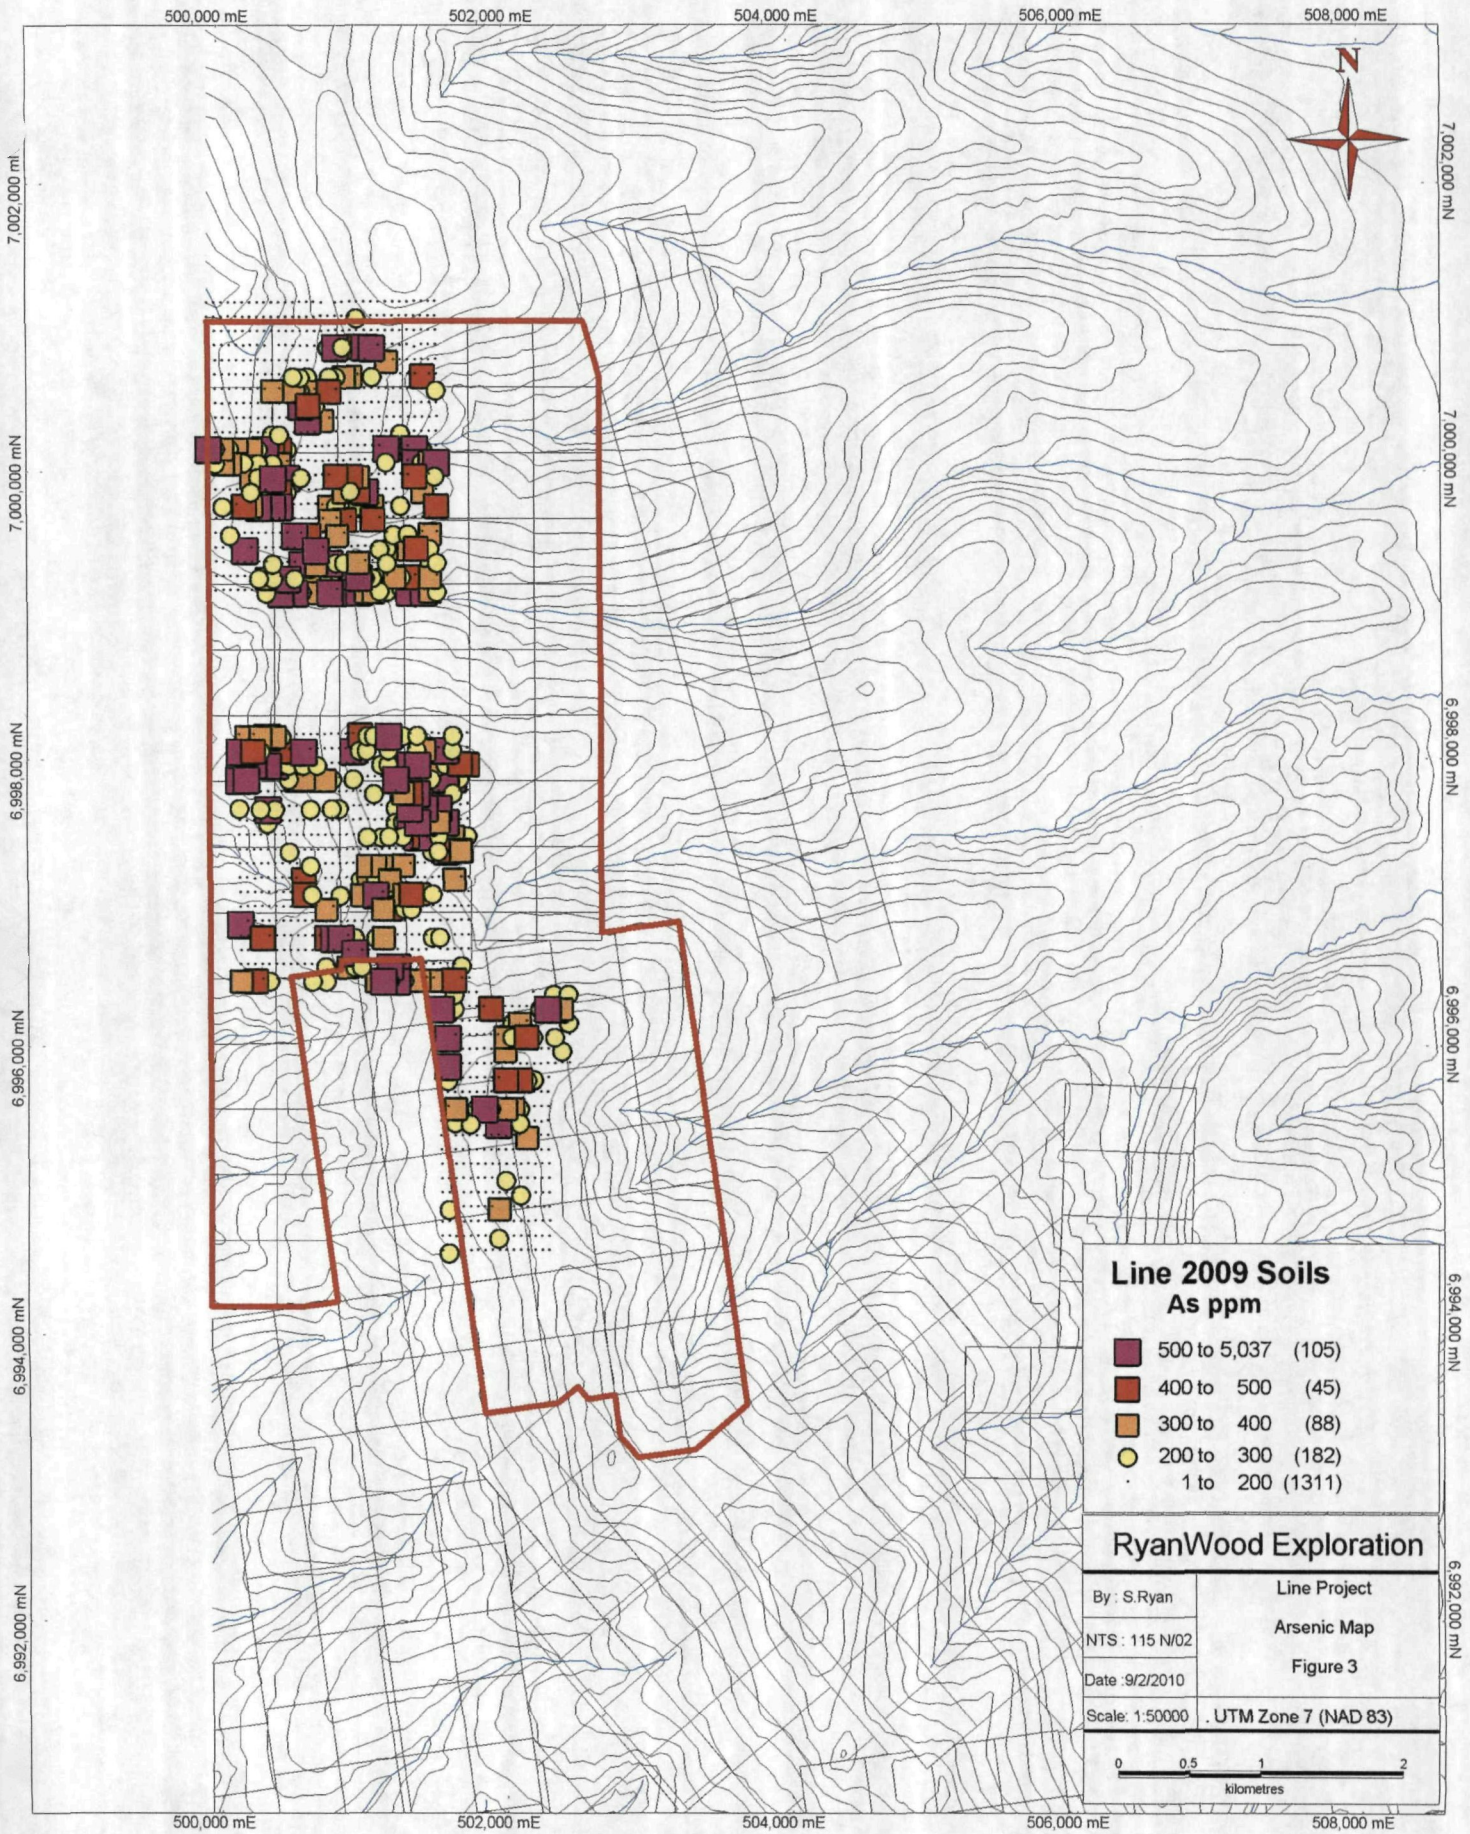 500,000 mE 502,000 mE 504,000 mE 506,000 mE 508,000 mE
N
7,002,000 mN
7,002,000 mN
7,000,000 mN
7,000,000 mN
6,998,000 mN
6,998,000 mN
6,996,000 mN
6,996,000 mN
6,994,000 mN
6,994,000 mN
6,992,000 mN
6,992,000 mN
Line 2009 Soils
As ppm
500 to 5,037 (105)
400 to 500 (45)
300 to 400 (88)
200 to 300 (182)
1 to 200 (1311)
RyanWood Exploration
By : S.Ryan
Line Project
Arsenic Map
NTS : 115 N/02
Figure 3
Date :9/2/2010
Scale: 1:50000
. UTM Zone 7 (NAD 83)
0 0.5 1 2
kilometres
500,000 mE 502,000 mE 504,000 mE 506,000 mE 508,000 mE